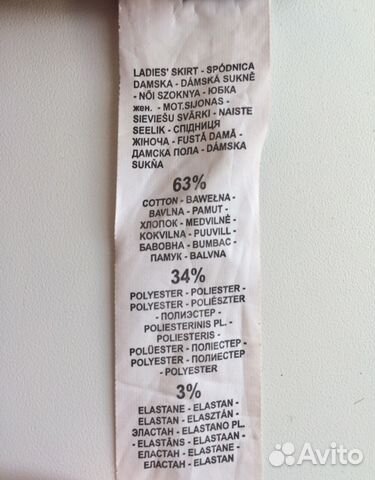 LADIES' SKIRT - SPÓDNICA
DAMSKA - DÁMSKÁ SUKNĚ
- NŐI SZOKNYA - ЮБКА
жен. - MOT.SIJONAS -
SIEVIEŠU SVĀRKI - NAISTE
SEELIK - СПІДНИЦЯ
ЖІНОЧА - FUSTĂ DAMĂ -
ДАМСКА ПОЛА - DÁMSKA
SUKŇA
63%
COTTON - BAWEŁNA -
BAVLNA - PAMUT -
ХЛОПОК - MEDVILNĖ -
KOKVILNA - PUUVILL -
БАВОВНА - BUMBAC -
ПАМУК - BALVNA
34%
POLYESTER - POLIESTER -
POLYESTER - POLIÉSZTER
- ПОЛИЭСТЕР -
POLIESTERINIS PL. -
POLIESTERIS -
POLÜESTER - ПОЛІЕСТЕР -
POLYESTER - ПОЛИЕСТЕР
- POLYESTER
3%
ELASTANE - ELASTAN -
ELASTAN - ELASZTÁN -
ЭЛАСТАН - ELASTANO PL.
- ELASTĀNS - ELASTAAN -
ЕЛАСТАН - ELASTANE -
ЕЛАСТАН - ELASTAN
Avito